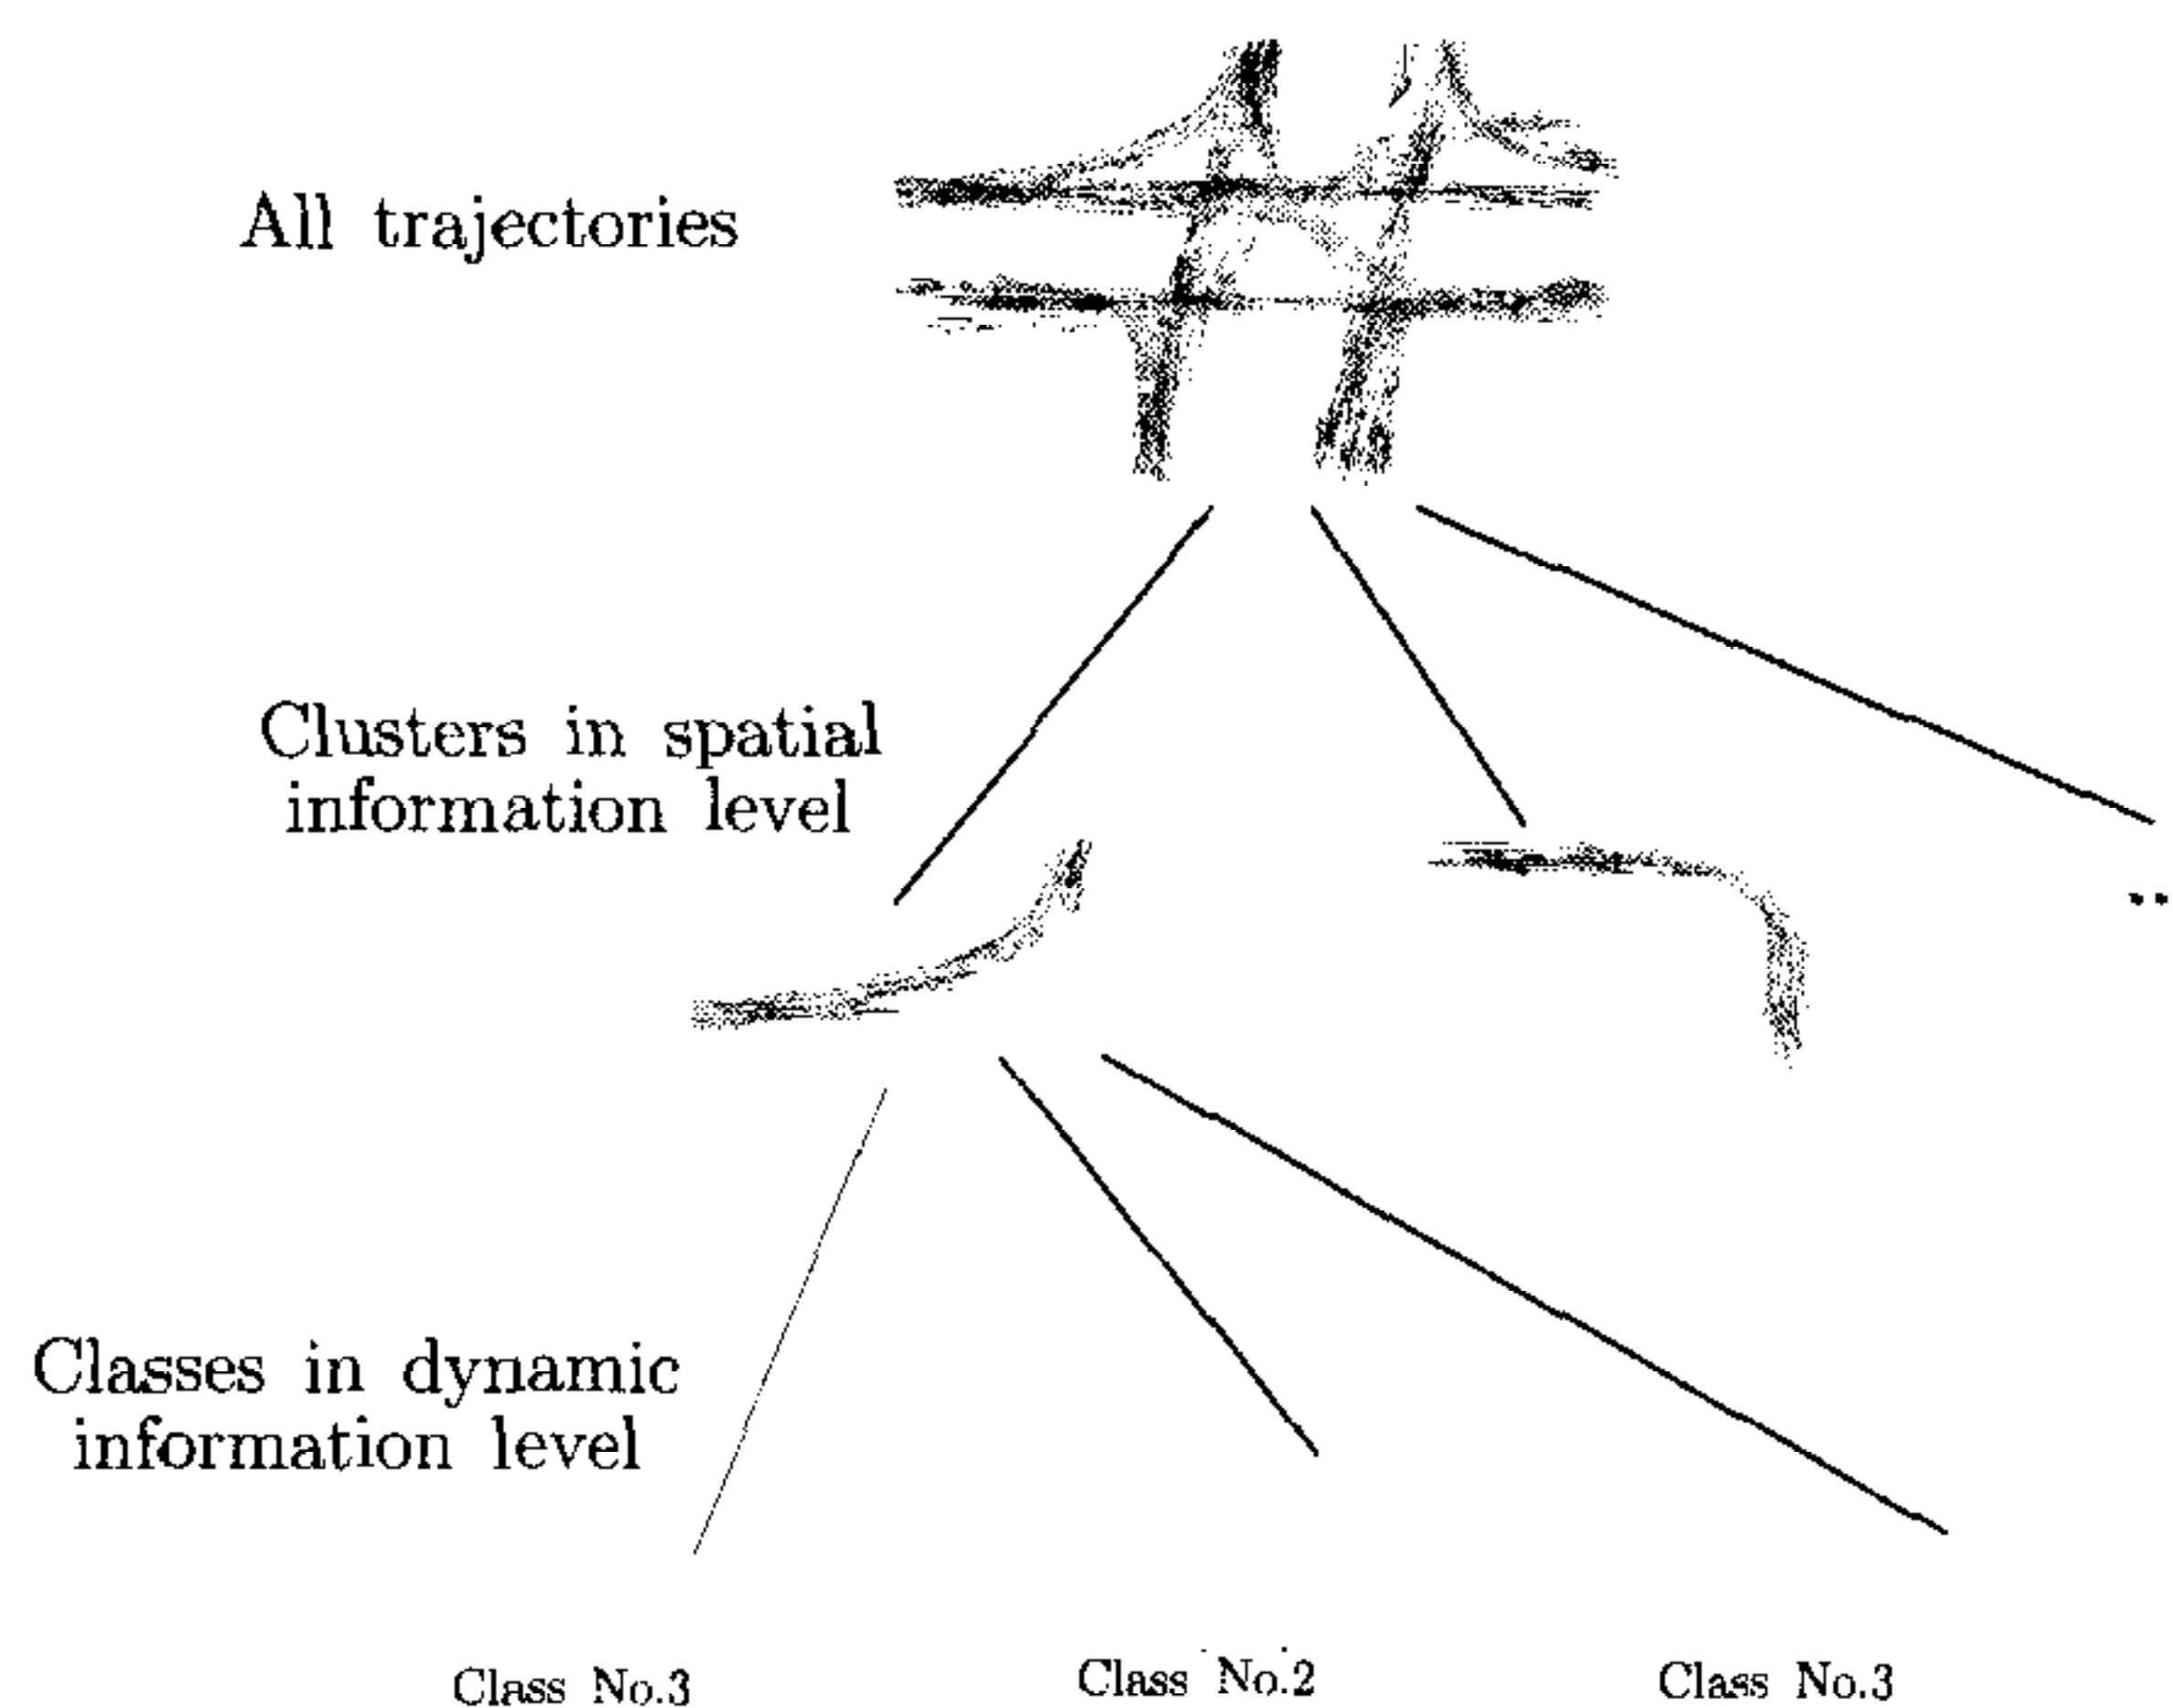 All trajectories
Clusters in spatial
information level
..
Classes in dynamic
information level
Class No.3
Class No.2
Class No.3